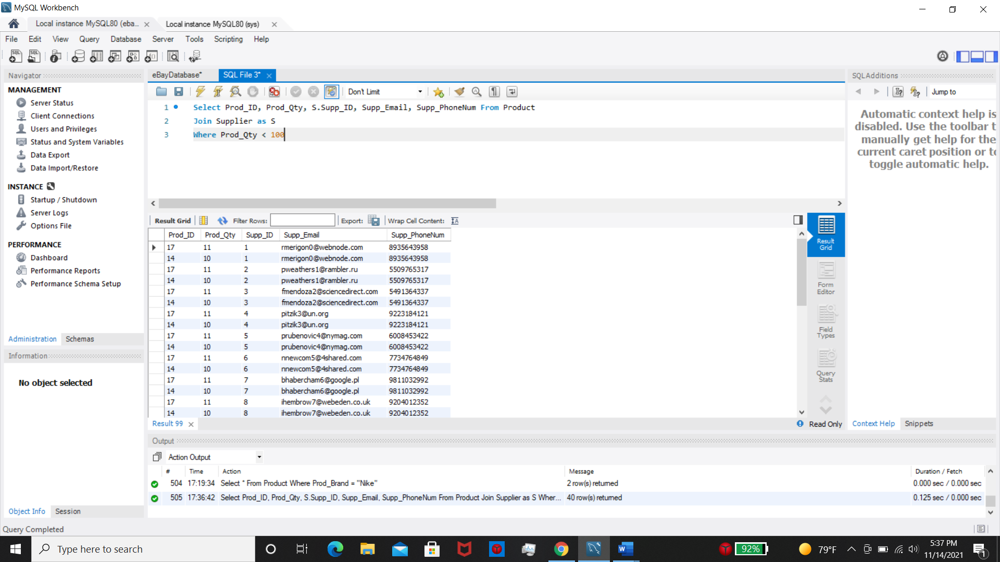 MySQL Workbench
Local instance MySQL80 (eba...
Local instance MySQL80 (sys)
File Edit View Query Database Server Tools Scripting Help
Navigator
MANAGEMENT
Server Status
Client Connections
Users and Privileges
Status and System Variables
Data Export
Data Import/Restore
INSTANCE
Startup / Shutdown
Server Logs
Options File
PERFORMANCE
Dashboard
Performance Reports
Performance Schema Setup
Administration Schemas
Information
No object selected
Object Info Session
eBayDatabase* SQL File 3*
Don't Limit
1 Select Prod_ID, Prod_Qty, S.Supp_ID, Supp_Email, Supp_PhoneNum From Product
2 Join Supplier as S
3 Where Prod_Qty < 100
Result Grid Filter Rows: Export: Wrap Cell Content:
Prod_ID Prod_Qty Supp_ID Supp_Email Supp_PhoneNum
17 11 1 rmerigon0@webnode.com 8935643958
14 10 1 rmerigon0@webnode.com 8935643958
17 11 2 pweathers1@rambler.ru 5509765317
14 10 2 pweathers1@rambler.ru 5509765317
17 11 3 fmendoza2@sciencedirect.com 5491364337
14 10 3 fmendoza2@sciencedirect.com 5491364337
17 11 4 pitzik3@un.org 9223184121
14 10 4 pitzik3@un.org 9223184121
17 11 5 prubenovic4@nymag.com 6008453422
14 10 5 prubenovic4@nymag.com 6008453422
17 11 6 nnewcom5@4shared.com 7734764849
14 10 6 nnewcom5@4shared.com 7734764849
17 11 7 bhabercham6@google.pl 9811032992
14 10 7 bhabercham6@google.pl 9811032992
17 11 8 ihembrow7@webeden.co.uk 9204012352
14 10 8 ihembrow7@webeden.co.uk 9204012352
Result Grid
Form Editor
Field Types
Query Stats
Result 99
Read Only
SQLAdditions
Jump to
Automatic context help is
disabled. Use the toolbar t
manually get help for the
current caret position or to
toggle automatic help.
Context Help Snippets
Output
Action Output
# Time Action Message Duration / Fetch
504 17:19:34 Select * From Product Where Prod_Brand = "Nike" 2 row(s) returned 0.000 sec / 0.000 sec
505 17:36:42 Select Prod_ID, Prod_Qty, S.Supp_ID, Supp_Email, Supp_PhoneNum From Product Join Supplier as S Wher... 40 row(s) returned 0.125 sec / 0.000 sec
Query Completed
Type here to search
92%
79°F
5:37 PM
11/14/2021
1